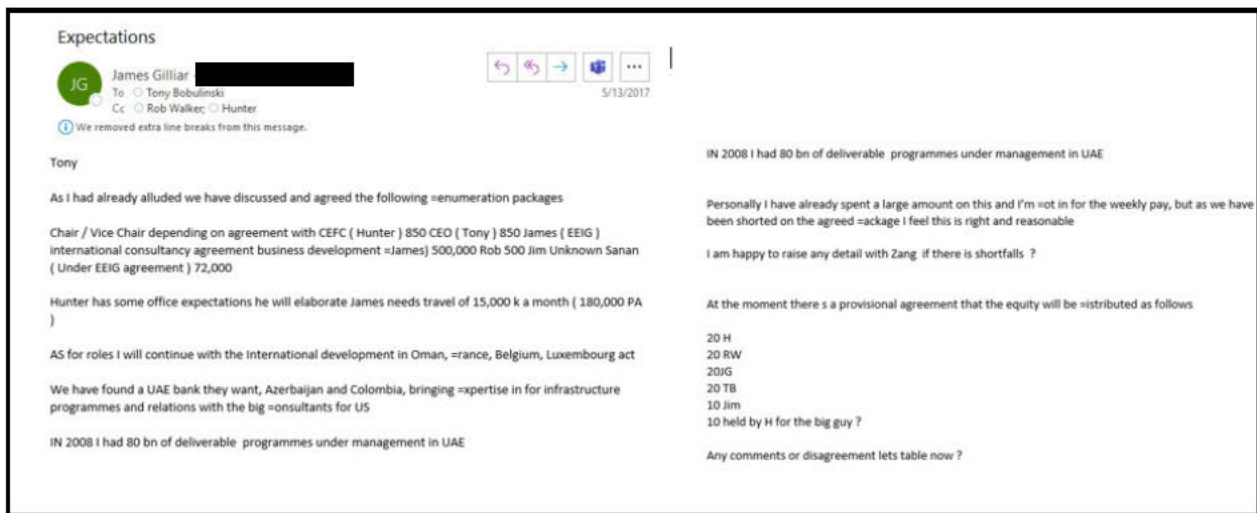 Expectations
JG
James Gilliar
To Tony Bobulinski
Cc Rob Walker; Hunter
5/13/2017
We removed extra line breaks from this message.
Tony
As I had already alluded we have discussed and agreed the following =enumeration packages
Chair / Vice Chair depending on agreement with CEFC ( Hunter ) 850 CEO ( Tony ) 850 James ( EEIG )
international consultancy agreement business development =James) 500,000 Rob 500 Jim Unknown Sanan
( Under EEIG agreement ) 72,000
Hunter has some office expectations he will elaborate James needs travel of 15,000 k a month ( 180,000 PA
)
AS for roles I will continue with the International development in Oman, =rance, Belgium, Luxembourg act
We have found a UAE bank they want, Azerbaijan and Colombia, bringing =xpertise in for infrastructure
programmes and relations with the big =onsultants for US
IN 2008 I had 80 bn of deliverable programmes under management in UAE
IN 2008 I had 80 bn of deliverable programmes under management in UAE
Personally I have already spent a large amount on this and I'm =ot in for the weekly pay, but as we have
been shorted on the agreed =ackage I feel this is right and reasonable
I am happy to raise any detail with Zang if there is shortfalls ?
At the moment there s a provisional agreement that the equity will be =istributed as follows
20 H
20 RW
20JG
20 TB
10 Jim
10 held by H for the big guy ?
Any comments or disagreement lets table now ?